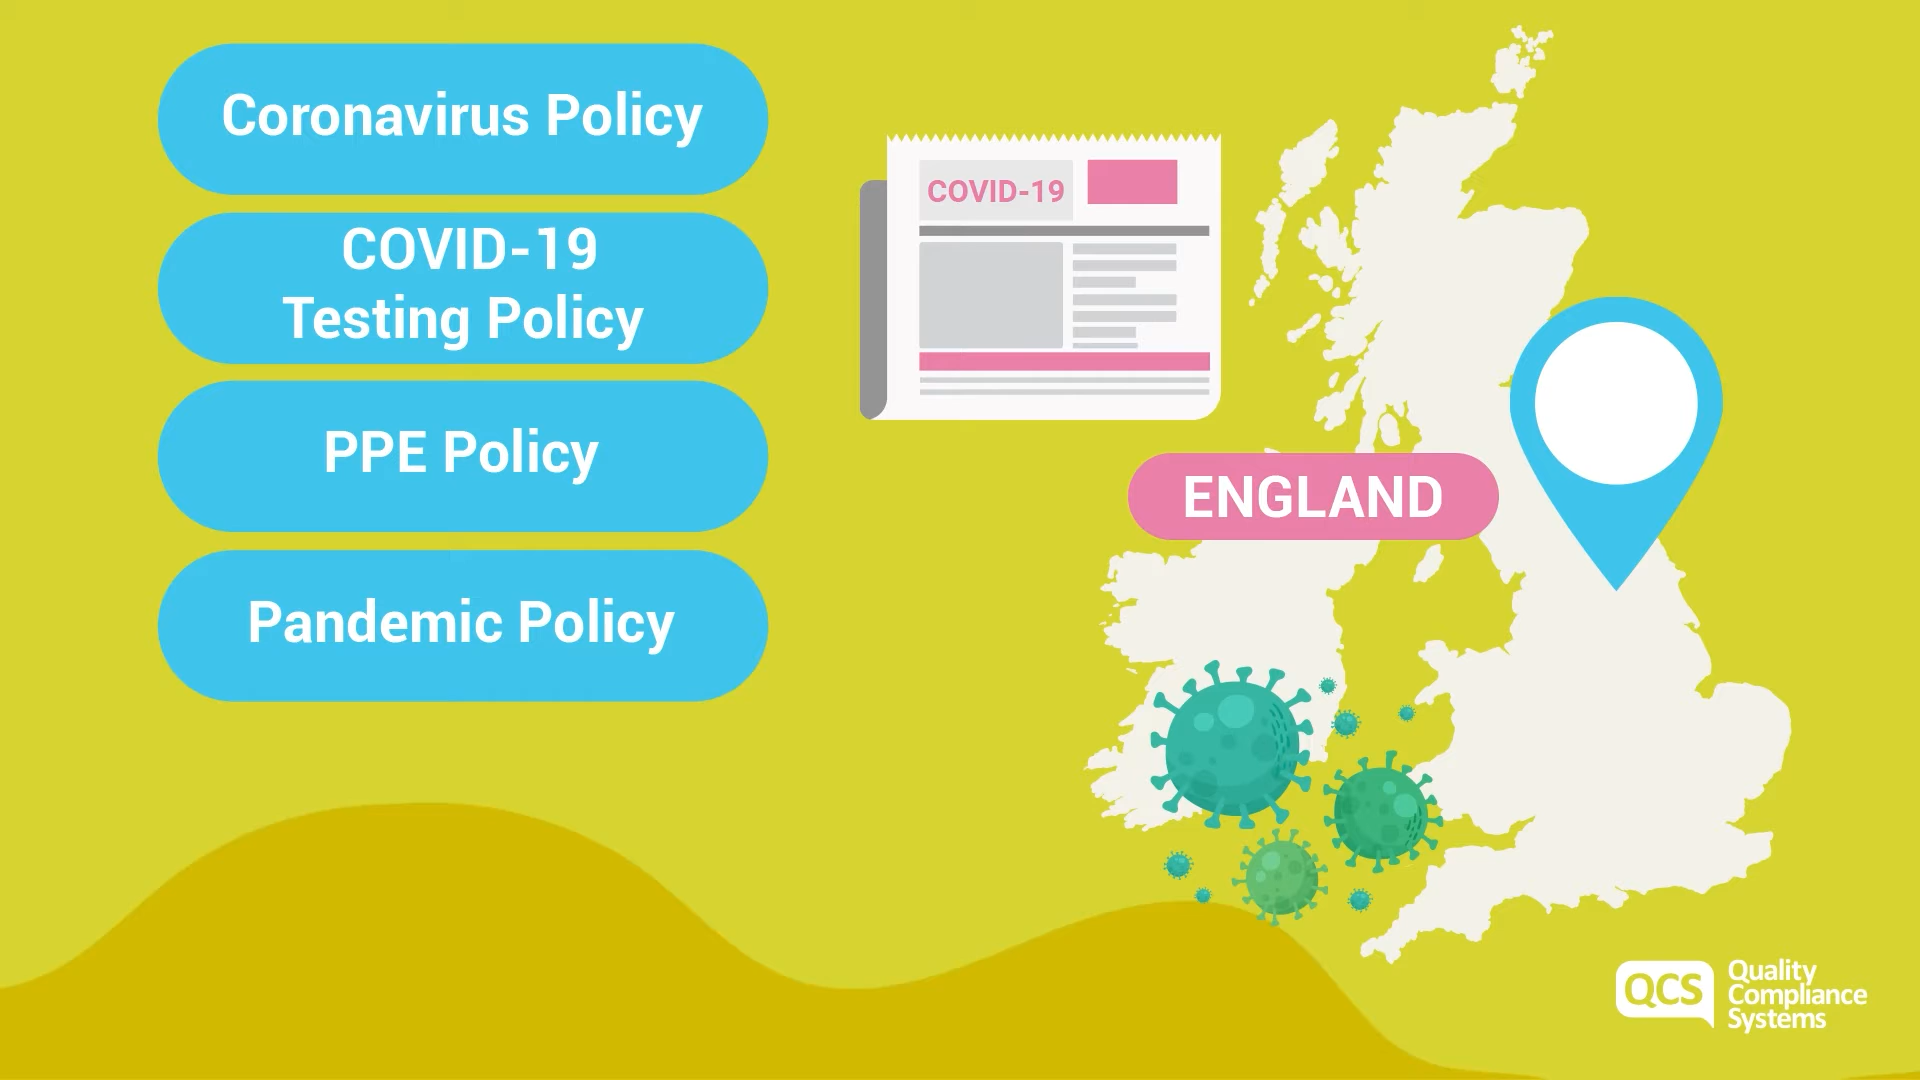 Coronavirus Policy
COVID-19
Testing Policy
PPE Policy
Pandemic Policy
COVID-19
ENGLAND
QCS
Quality
Compliance
Systems